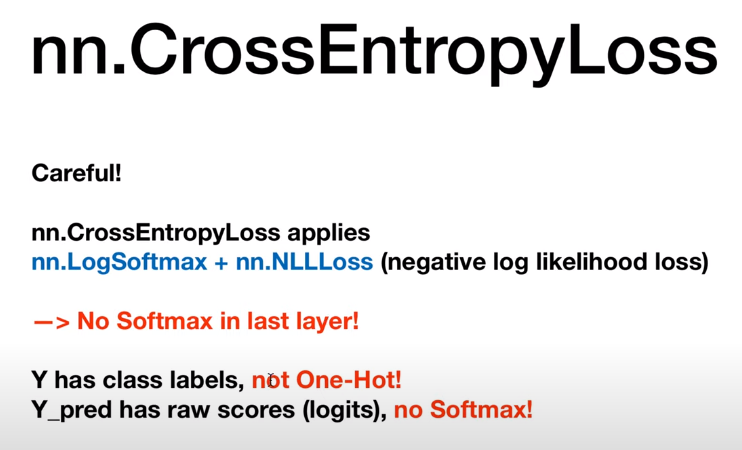 nn.CrossEntropyLoss
Careful!
nn.CrossEntropyLoss applies
nn.LogSoftmax + nn.NLLLoss (negative log likelihood loss)
—> No Softmax in last layer!
Y has class labels, not One-Hot!
Y_pred has raw scores (logits), no Softmax!